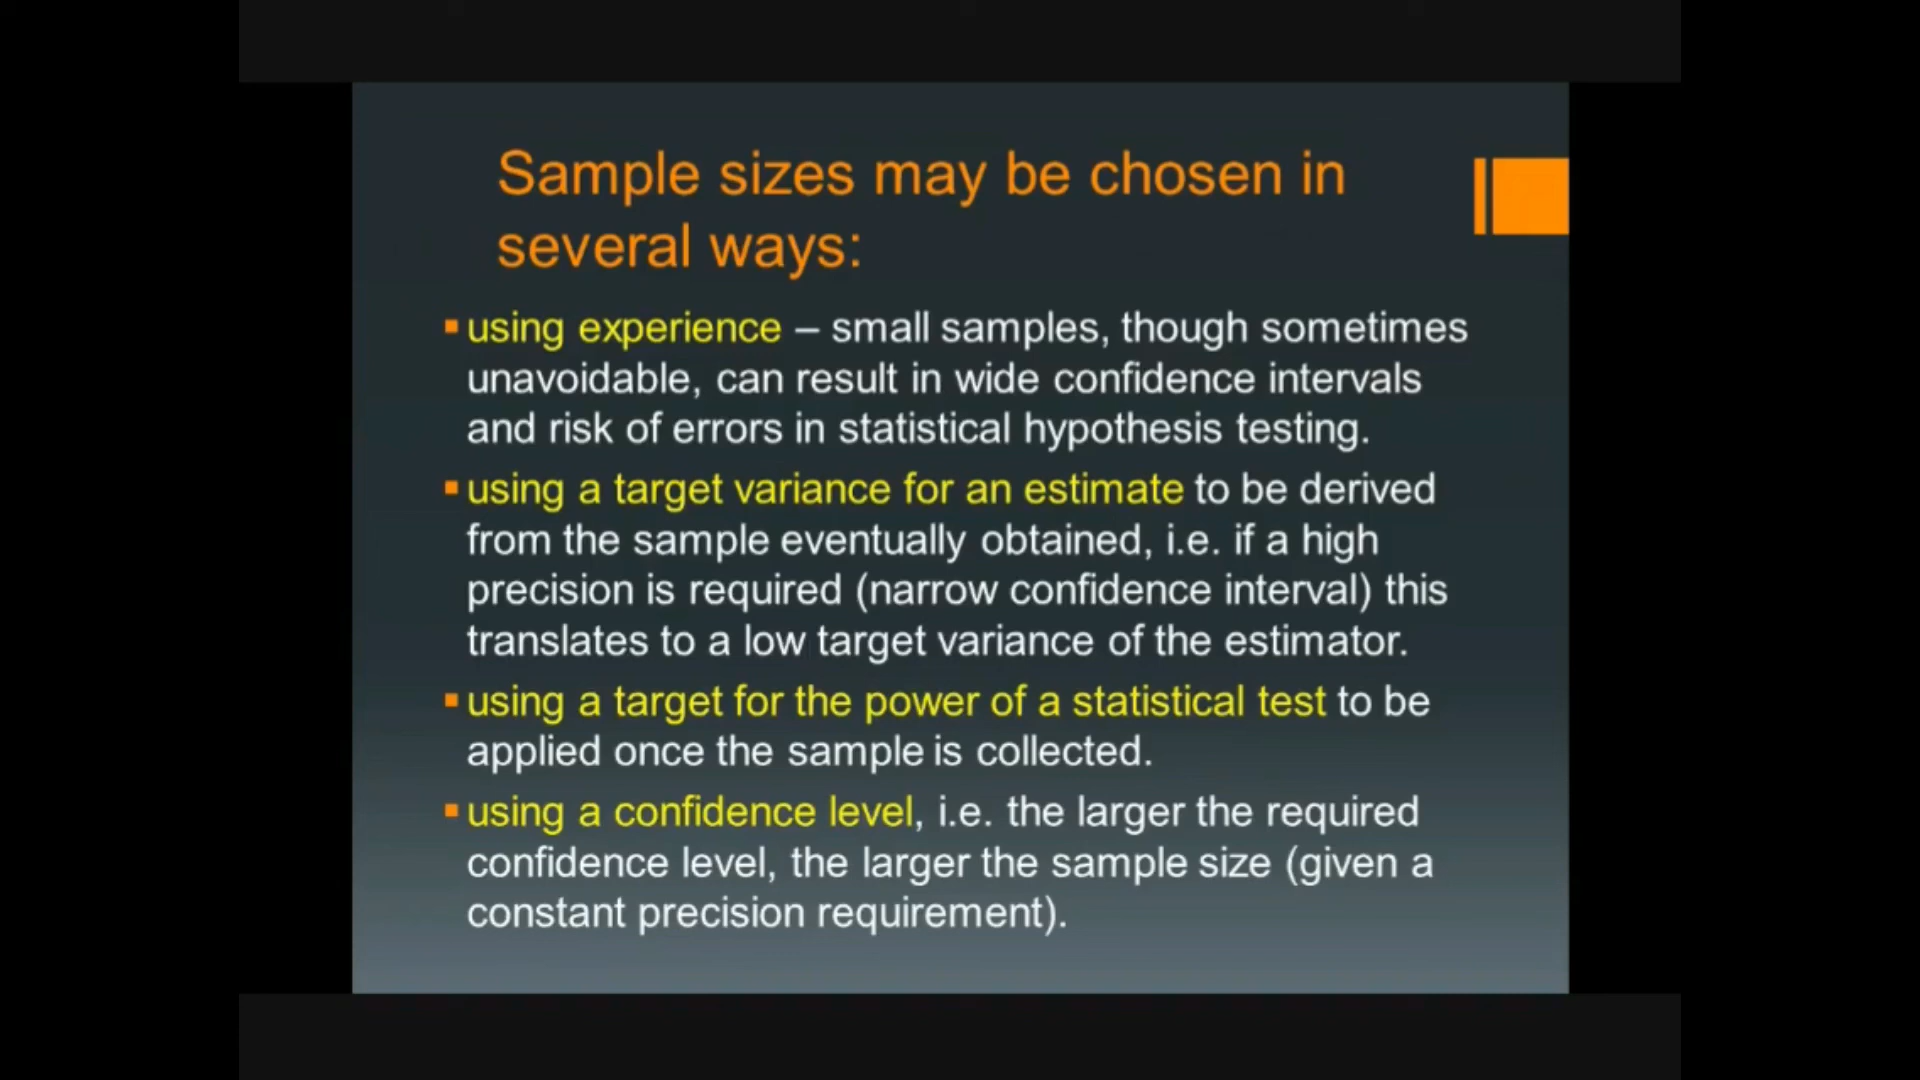 Sample sizes may be chosen in
several ways:
using experience – small samples, though sometimes
unavoidable, can result in wide confidence intervals
and risk of errors in statistical hypothesis testing.
using a target variance for an estimate to be derived
from the sample eventually obtained, i.e. if a high
precision is required (narrow confidence interval) this
translates to a low target variance of the estimator.
using a target for the power of a statistical test to be
applied once the sample is collected.
using a confidence level, i.e. the larger the required
confidence level, the larger the sample size (given a
constant precision requirement).